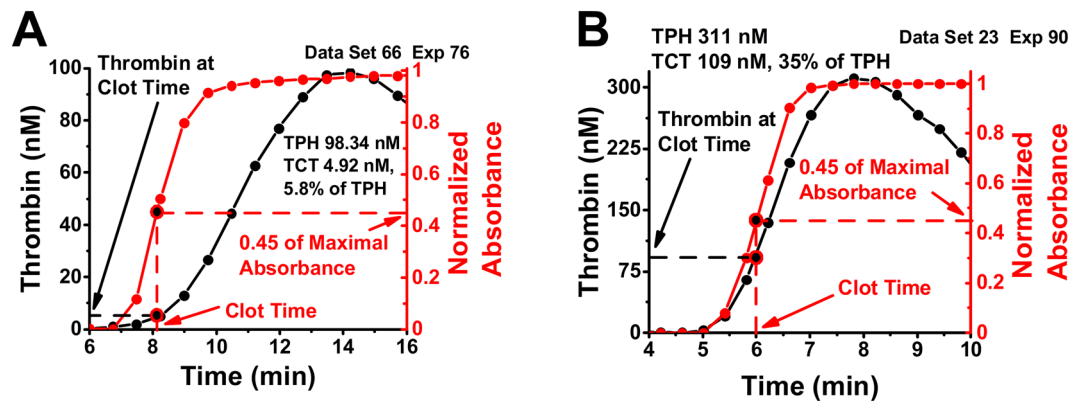 A
Data Set 66 Exp 76
Thrombin at
Clot Time
TPH 98.34 nM
TCT 4.92 nM,
5.8% of TPH
0.45 of Maximal
Absorbance
Clot Time
Thrombin (nM)
100
80
60
40
20
0
6
8
10
12
14
16
Time (min)
1
0.8
0.6
0.4
0.2
0
Normalized
Absorbance
B
TPH 311 nM
TCT 109 nM, 35% of TPH
Data Set 23 Exp 90
Thrombin at
Clot Time
0.45 of Maximal
Absorbance
Clot Time
Thrombin (nM)
300
225
150
75
0
4
5
6
7
8
9
10
Time (min)
1
0.8
0.6
0.4
0.2
0
Normalized
Absorbance